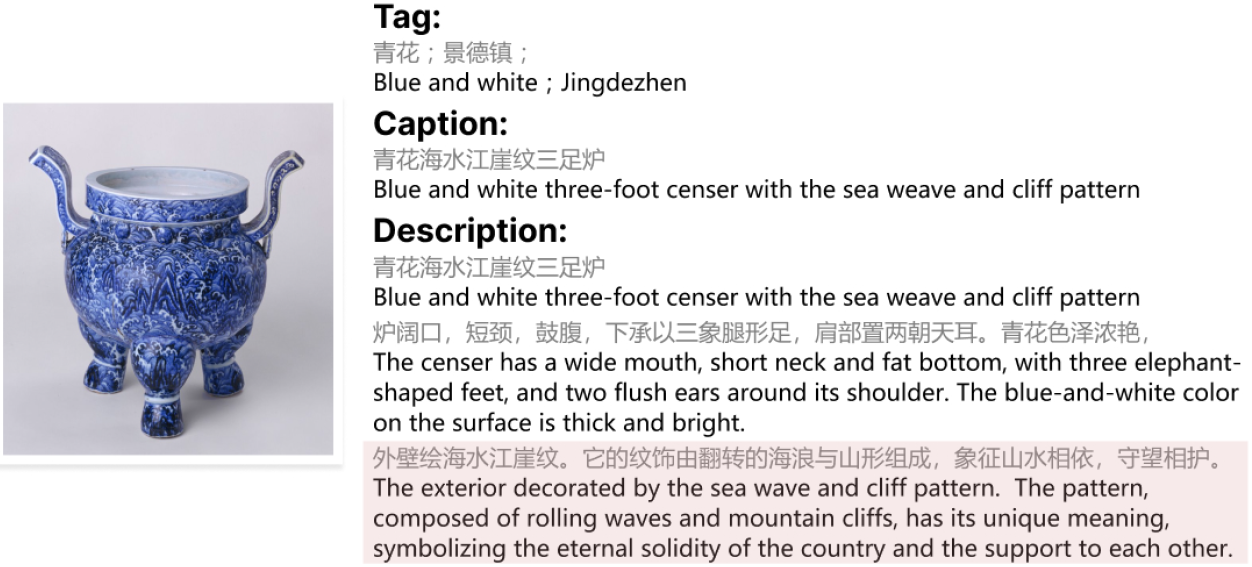 Tag:
青花；景德镇；
Blue and white；Jingdezhen
Caption:
青花海水江崖纹三足炉
Blue and white three-foot censer with the sea weave and cliff pattern
Description:
青花海水江崖纹三足炉
Blue and white three-foot censer with the sea weave and cliff pattern
炉阔口，短颈，鼓腹，下承以三象腿形足，肩部置两朝天耳。青花色泽浓艳，
The censer has a wide mouth, short neck and fat bottom, with three elephant-
shaped feet, and two flush ears around its shoulder. The blue-and-white color
on the surface is thick and bright.
外壁绘海水江崖纹。它的纹饰由翻转的海浪与山形组成，象征山水相依，守望相护。
The exterior decorated by the sea wave and cliff pattern.  The pattern,
composed of rolling waves and mountain cliffs, has its unique meaning,
symbolizing the eternal solidity of the country and the support to each other.